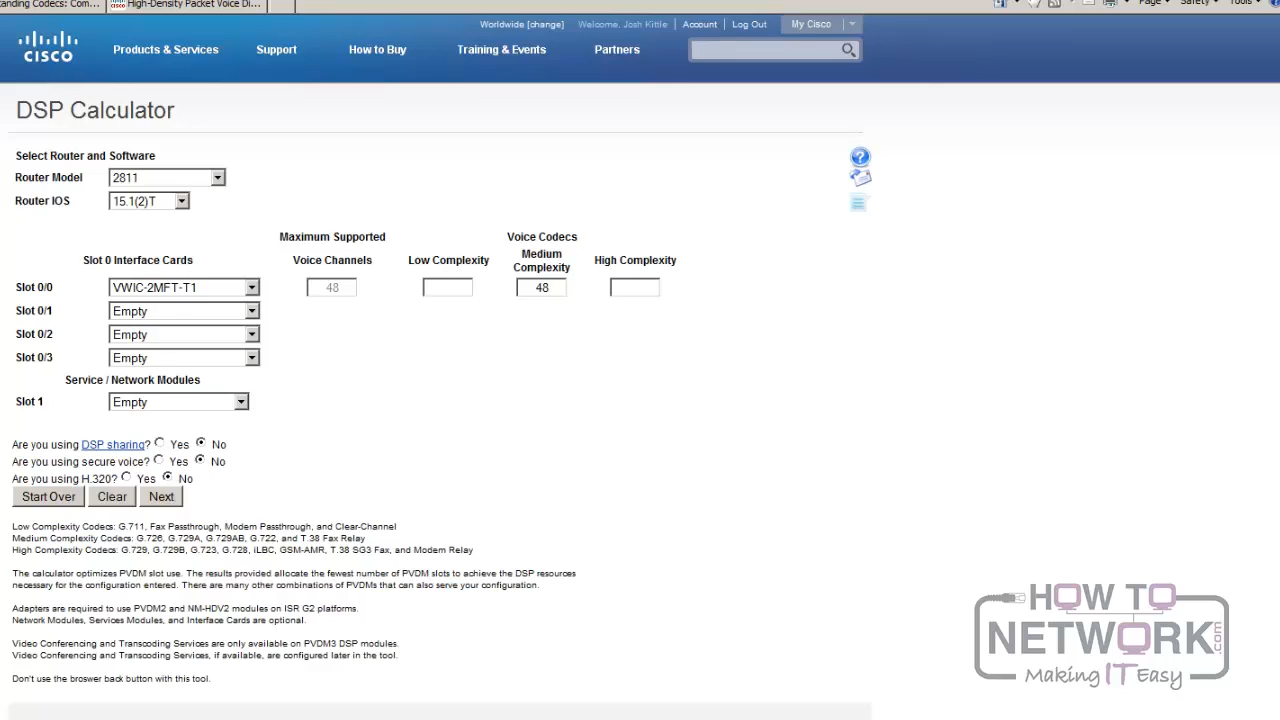 anding Codecs: Com... High-Density Packet Voice Di... Page Safety Tools
Worldwide [change] Welcome, Josh Kittle Account Log Out My Cisco
CISCO Products & Services Support How to Buy Training & Events Partners
DSP Calculator
Select Router and Software
Router Model 2811
Router IOS 15.1(2)T
Maximum Supported Voice Codecs
Slot 0 Interface Cards Voice Channels Low Complexity Medium Complexity High Complexity
Slot 0/0 VWIC-2MFT-T1 48 48
Slot 0/1 Empty
Slot 0/2 Empty
Slot 0/3 Empty
Service / Network Modules
Slot 1 Empty
Are you using DSP sharing? Yes No
Are you using secure voice? Yes No
Are you using H.320? Yes No
Start Over Clear Next
Low Complexity Codecs: G.711, Fax Passthrough, Modem Passthrough, and Clear-Channel
Medium Complexity Codecs: G.726, G.729A, G.729AB, G.722, and T.38 Fax Relay
High Complexity Codecs: G.729, G.729B, G.723, G.728, iLBC, GSM-AMR, T.38 SG3 Fax, and Modem Relay
The calculator optimizes PVDM slot use. The results provided allocate the fewest number of PVDM slots to achieve the DSP resources
necessary for the configuration entered. There are many other combinations of PVDMs that can also serve your configuration.
Adapters are required to use PVDM2 and NM-HDV2 modules on ISR G2 platforms.
Network Modules, Services Modules, and Interface Cards are optional.
Video Conferencing and Transcoding Services are only available on PVDM3 DSP modules.
Video Conferencing and Transcoding Services, if available, are configured later in the tool.
Don't use the broswer back button with this tool.
HOW TO
NETWORK.com
Making IT Easy